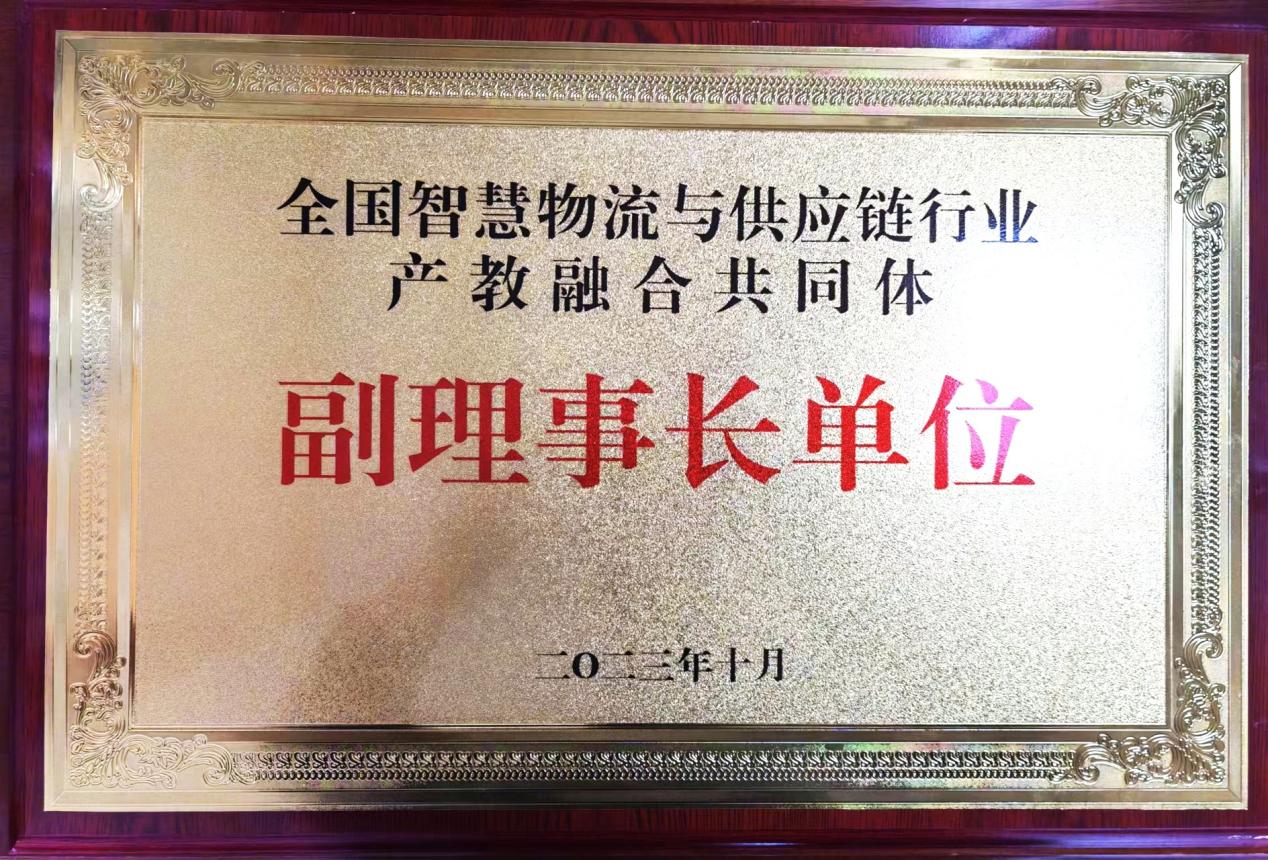 全国智慧物流与供应链行业
产教融合共同体
副理事长单位
二〇二三年十月